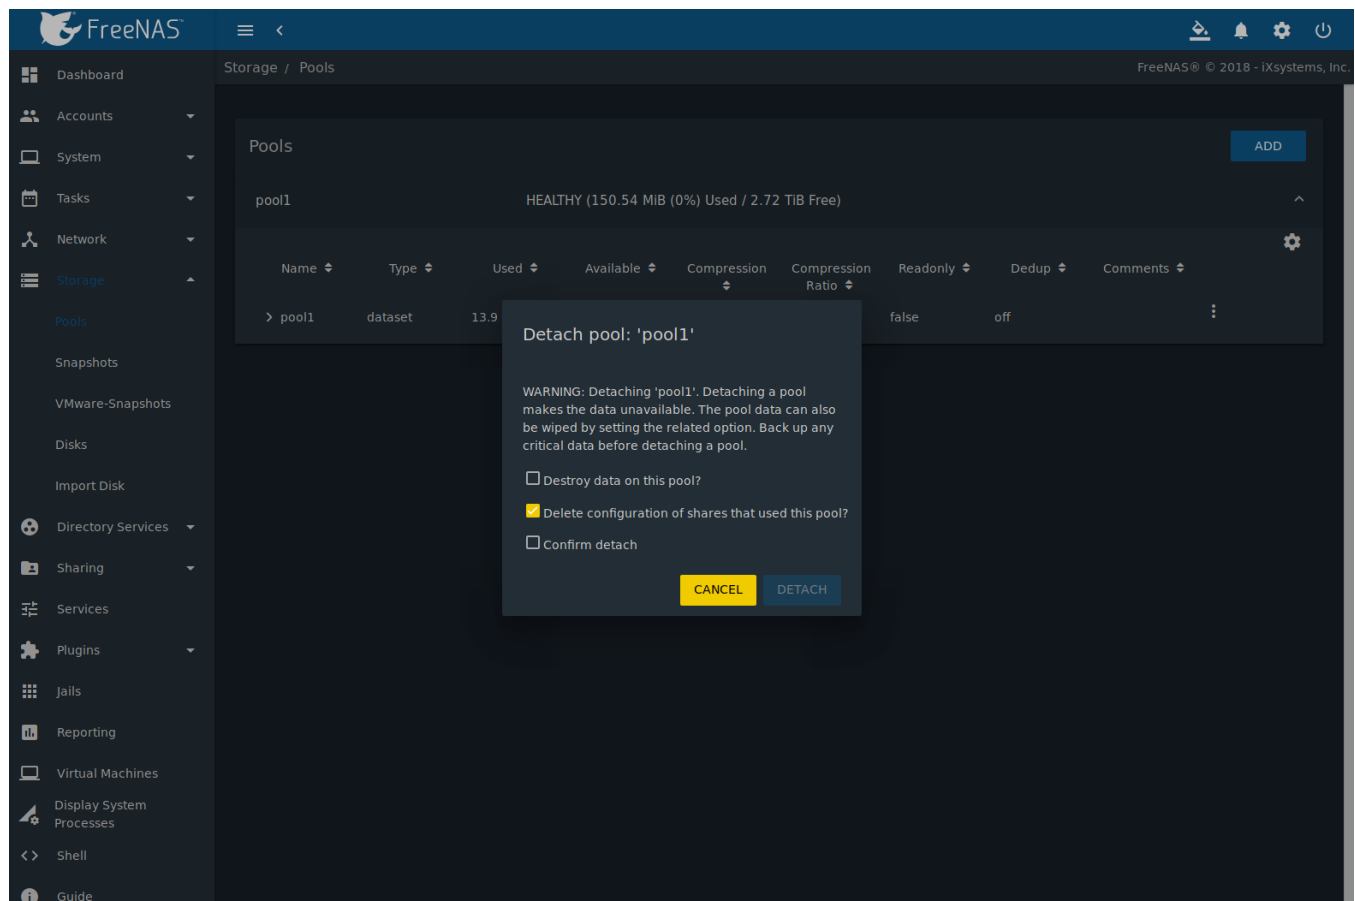 FreeNAS™
Storage / Pools
FreeNAS® © 2018 - iXsystems, Inc.
Dashboard
Accounts
System
Tasks
Network
Storage
Pools
Snapshots
VMware-Snapshots
Disks
Import Disk
Directory Services
Sharing
Services
Plugins
Jails
Reporting
Virtual Machines
Display System
Processes
Shell
Guide
Pools
ADD
pool1 HEALTHY (150.54 MiB (0%) Used / 2.72 TiB Free)
Name Type Used Available Compression Compression Ratio Readonly Dedup Comments
pool1 dataset 13.9 false off
Detach pool: 'pool1'
WARNING: Detaching 'pool1'. Detaching a pool
makes the data unavailable. The pool data can also
be wiped by setting the related option. Back up any
critical data before detaching a pool.
Destroy data on this pool?
Delete configuration of shares that used this pool?
Confirm detach
CANCEL DETACH